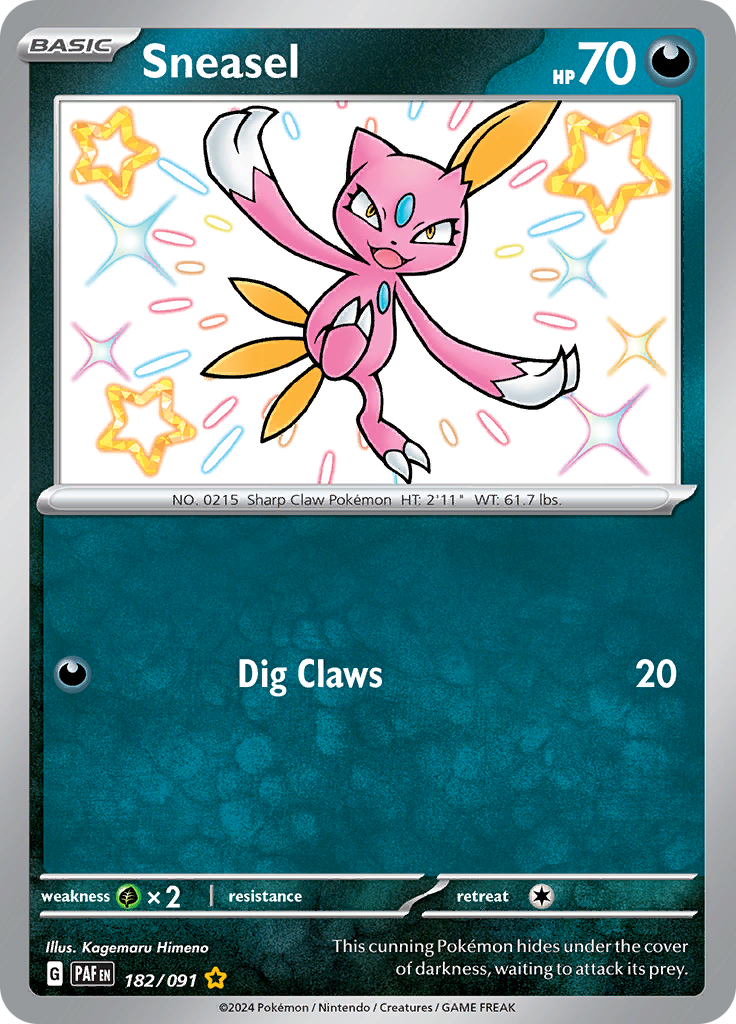 BASIC
Sneasel
HP 70
NO. 0215 Sharp Claw Pokémon HT: 2'11" WT: 61.7 lbs.
Dig Claws 20
weakness ×2 resistance retreat
Illus. Kagemaru Himeno
This cunning Pokémon hides under the cover
of darkness, waiting to attack its prey.
G PAF EN 182/091
©2024 Pokémon / Nintendo / Creatures / GAME FREAK